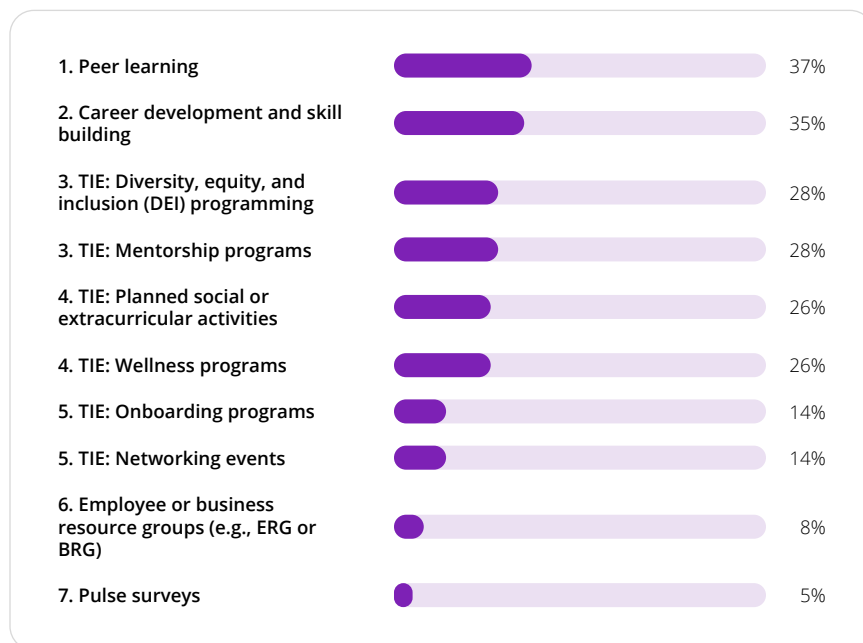 1. Peer learning
37%
2. Career development and skill
building
35%
3. TIE: Diversity, equity, and
inclusion (DEI) programming
28%
3. TIE: Mentorship programs
28%
4. TIE: Planned social or
extracurricular activities
26%
4. TIE: Wellness programs
26%
5. TIE: Onboarding programs
14%
5. TIE: Networking events
14%
6. Employee or business
resource groups (e.g., ERG or
BRG)
8%
7. Pulse surveys
5%